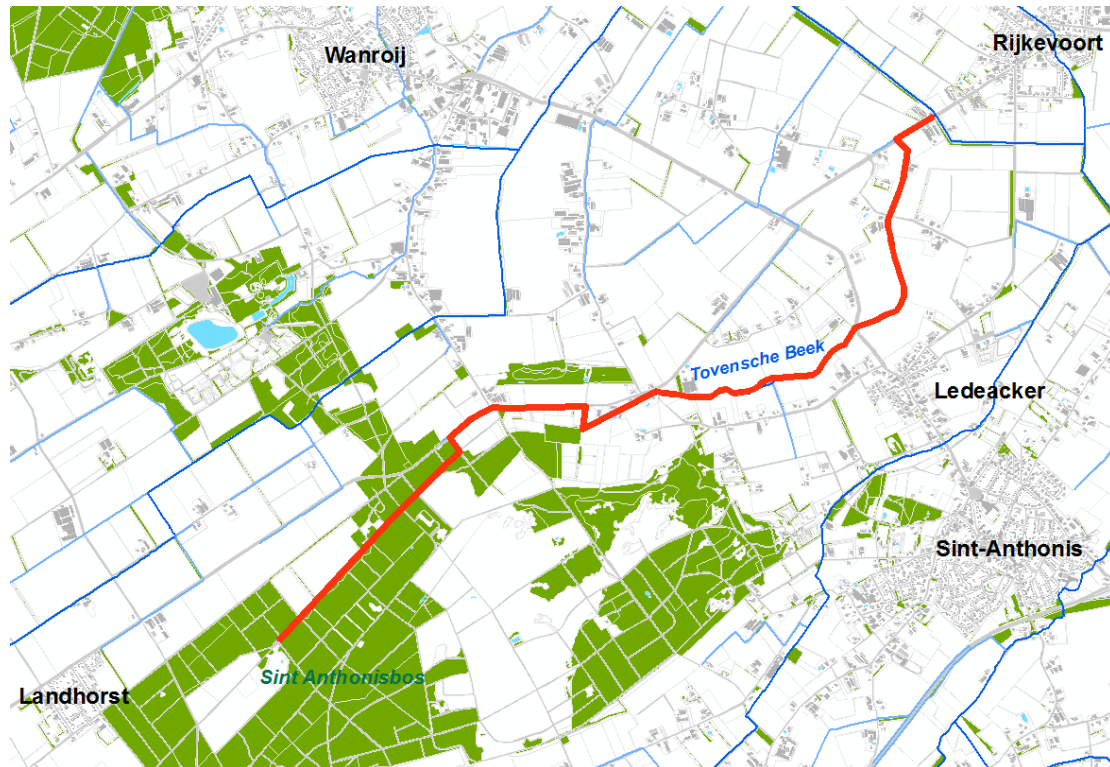 Rijkevoort
Wanroij
Tovensche Beek
Ledeacker
Sint-Anthonis
Sint Anthonisbos
Landhorst